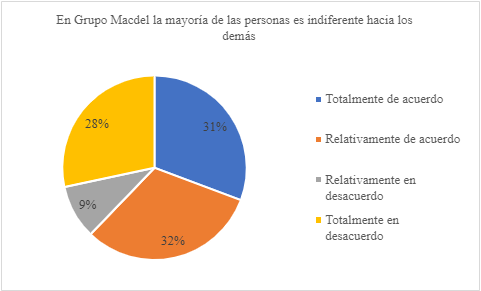 En Grupo Macdel la mayoría de las personas es indiferente hacia los
demás
31%
32%
9%
28%
Totalmente de acuerdo
Relativamente de acuerdo
Relativamente en
desacuerdo
Totalmente en
desacuerdo